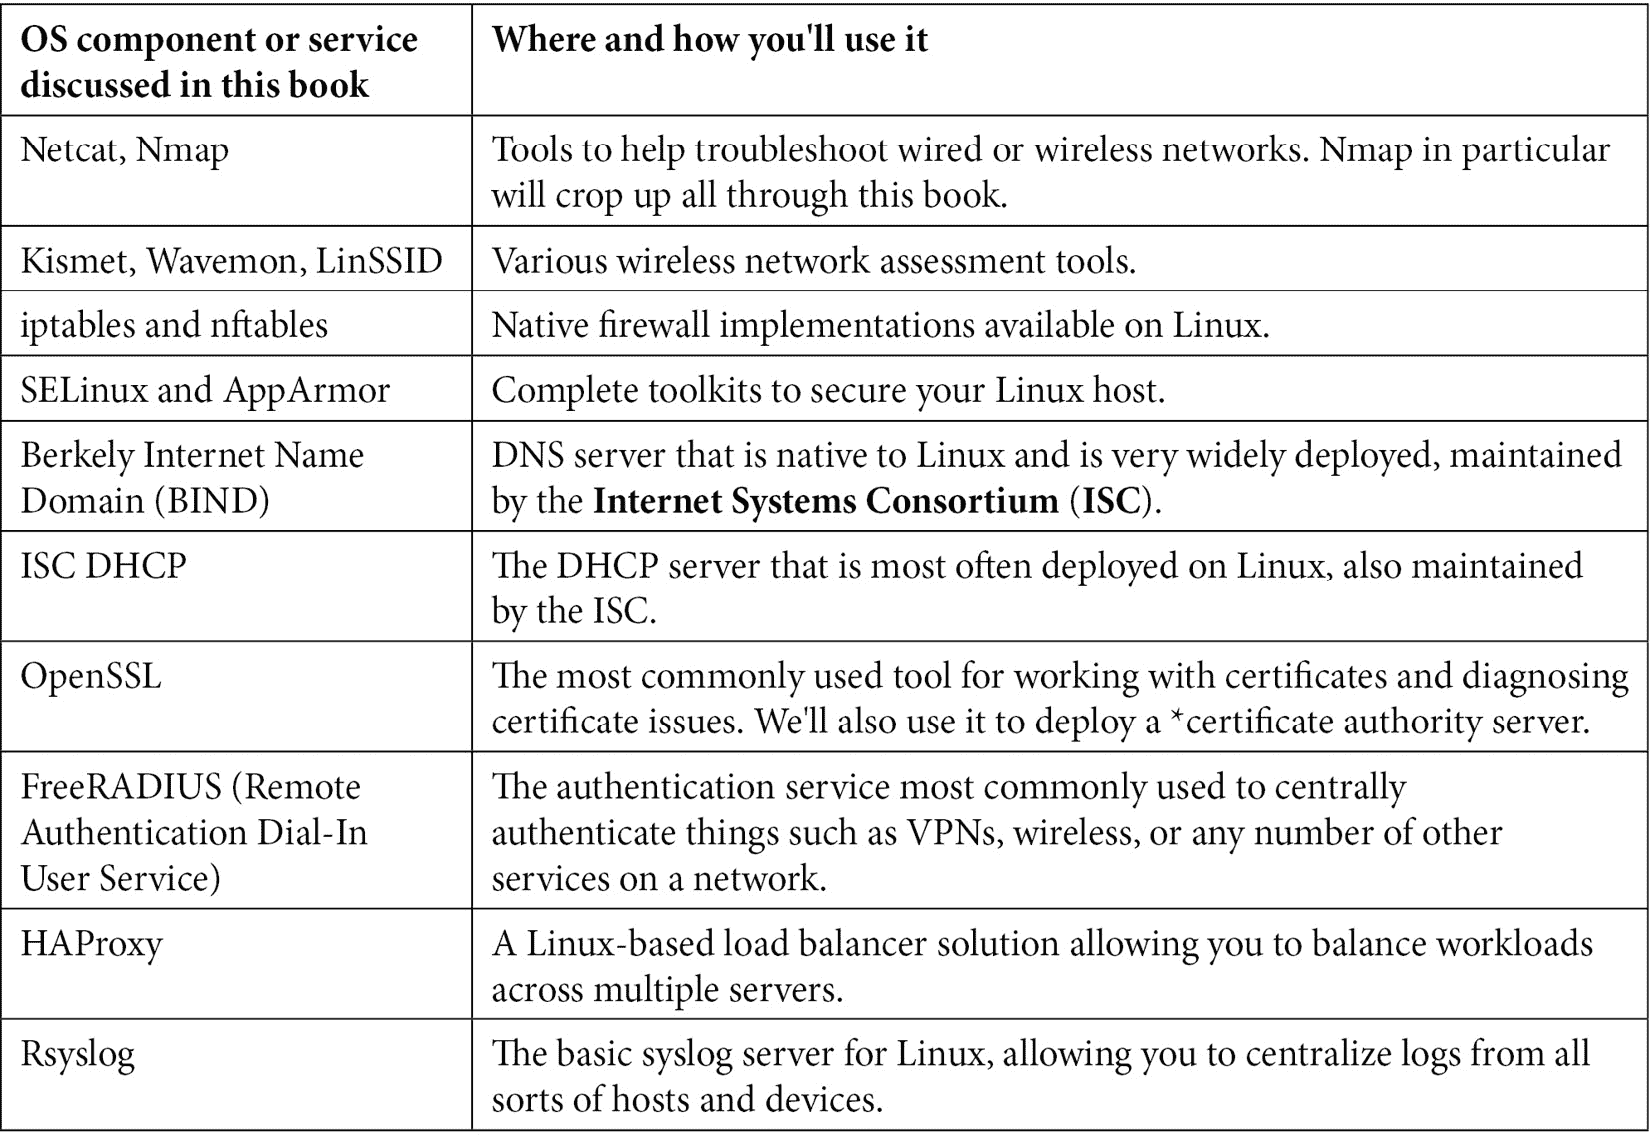 OS component or service
discussed in this book
Where and how you'll use it
Netcat, Nmap
Tools to help troubleshoot wired or wireless networks. Nmap in particular
will crop up all through this book.
Kismet, Wavemon, LinSSID
Various wireless network assessment tools.
iptables and nftables
Native firewall implementations available on Linux.
SELinux and AppArmor
Complete toolkits to secure your Linux host.
Berkely Internet Name
Domain (BIND)
DNS server that is native to Linux and is very widely deployed, maintained
by the Internet Systems Consortium (ISC).
ISC DHCP
The DHCP server that is most often deployed on Linux, also maintained
by the ISC.
OpenSSL
The most commonly used tool for working with certificates and diagnosing
certificate issues. We'll also use it to deploy a *certificate authority server.
FreeRADIUS (Remote
Authentication Dial-In
User Service)
The authentication service most commonly used to centrally
authenticate things such as VPNs, wireless, or any number of other
services on a network.
HAProxy
A Linux-based load balancer solution allowing you to balance workloads
across multiple servers.
Rsyslog
The basic syslog server for Linux, allowing you to centralize logs from all
sorts of hosts and devices.